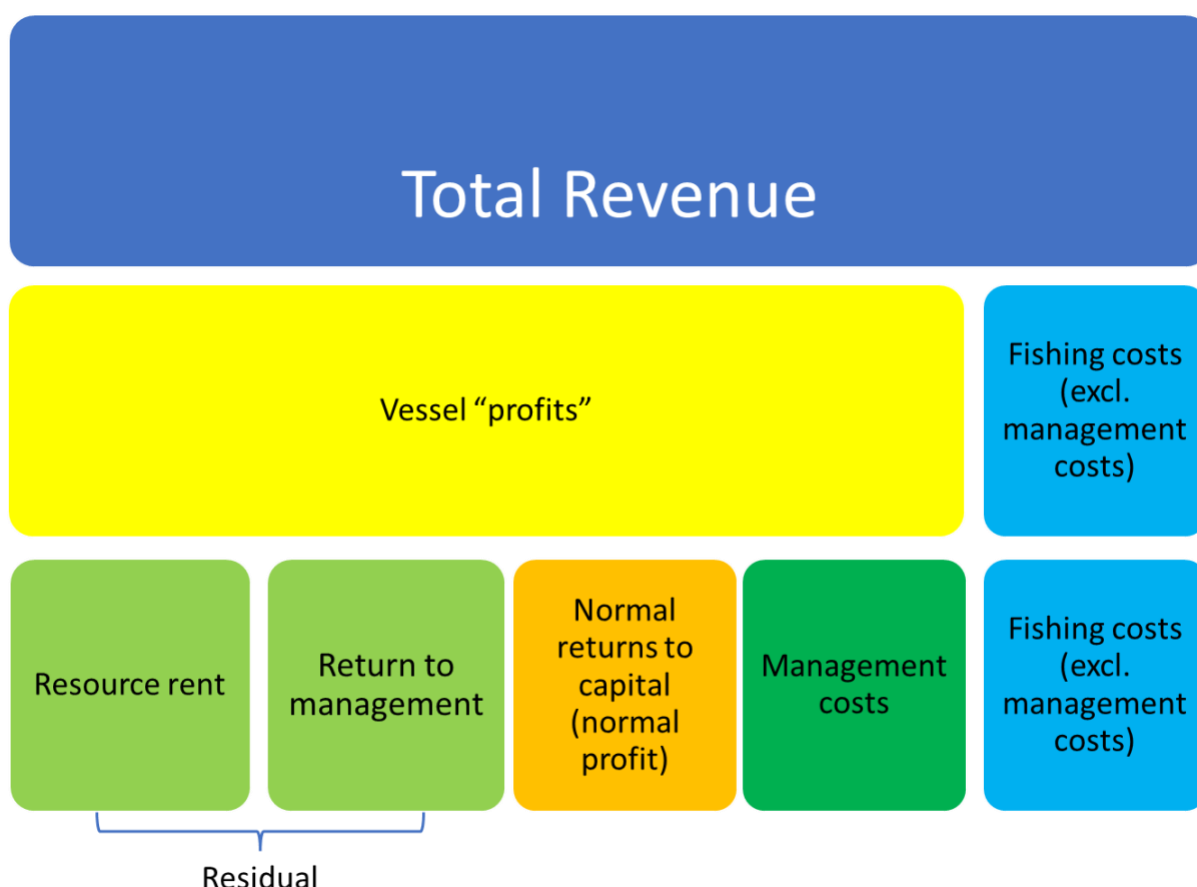 Total Revenue
Vessel “profits”
Fishing costs
(excl.
management
costs)
Resource rent
Return to
management
Normal
returns to
capital
(normal
profit)
Management
costs
Fishing costs
(excl.
management
costs)
Residual